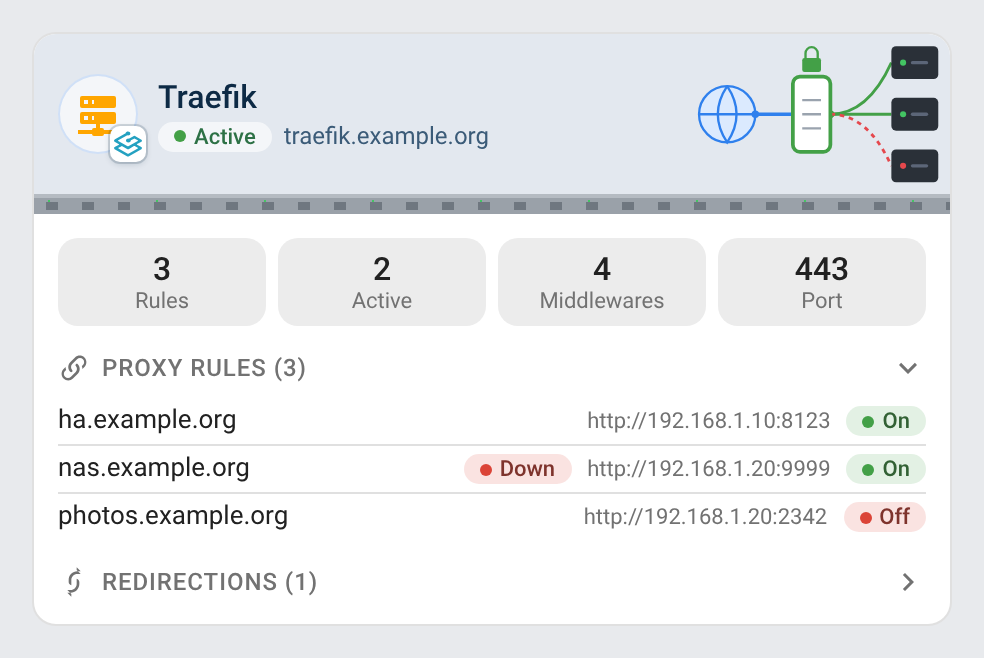 Traefik
Active traefik.example.org
3
Rules
2
Active
4
Middlewares
443
Port
PROXY RULES (3)
ha.example.org http://192.168.1.10:8123 On
nas.example.org Down http://192.168.1.20:9999 On
photos.example.org http://192.168.1.20:2342 Off
REDIRECTIONS (1)